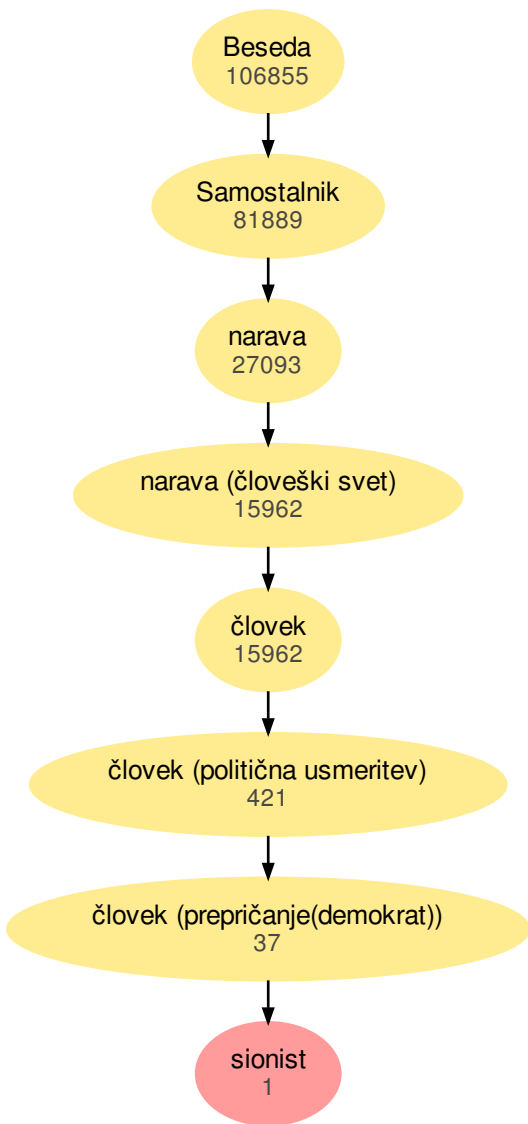 Beseda
106855
Samostalnik
81889
narava
27093
narava (človeški svet)
15962
človek
15962
človek (politična usmeritev)
421
človek (prepričanje(demokrat))
37
sionist
1